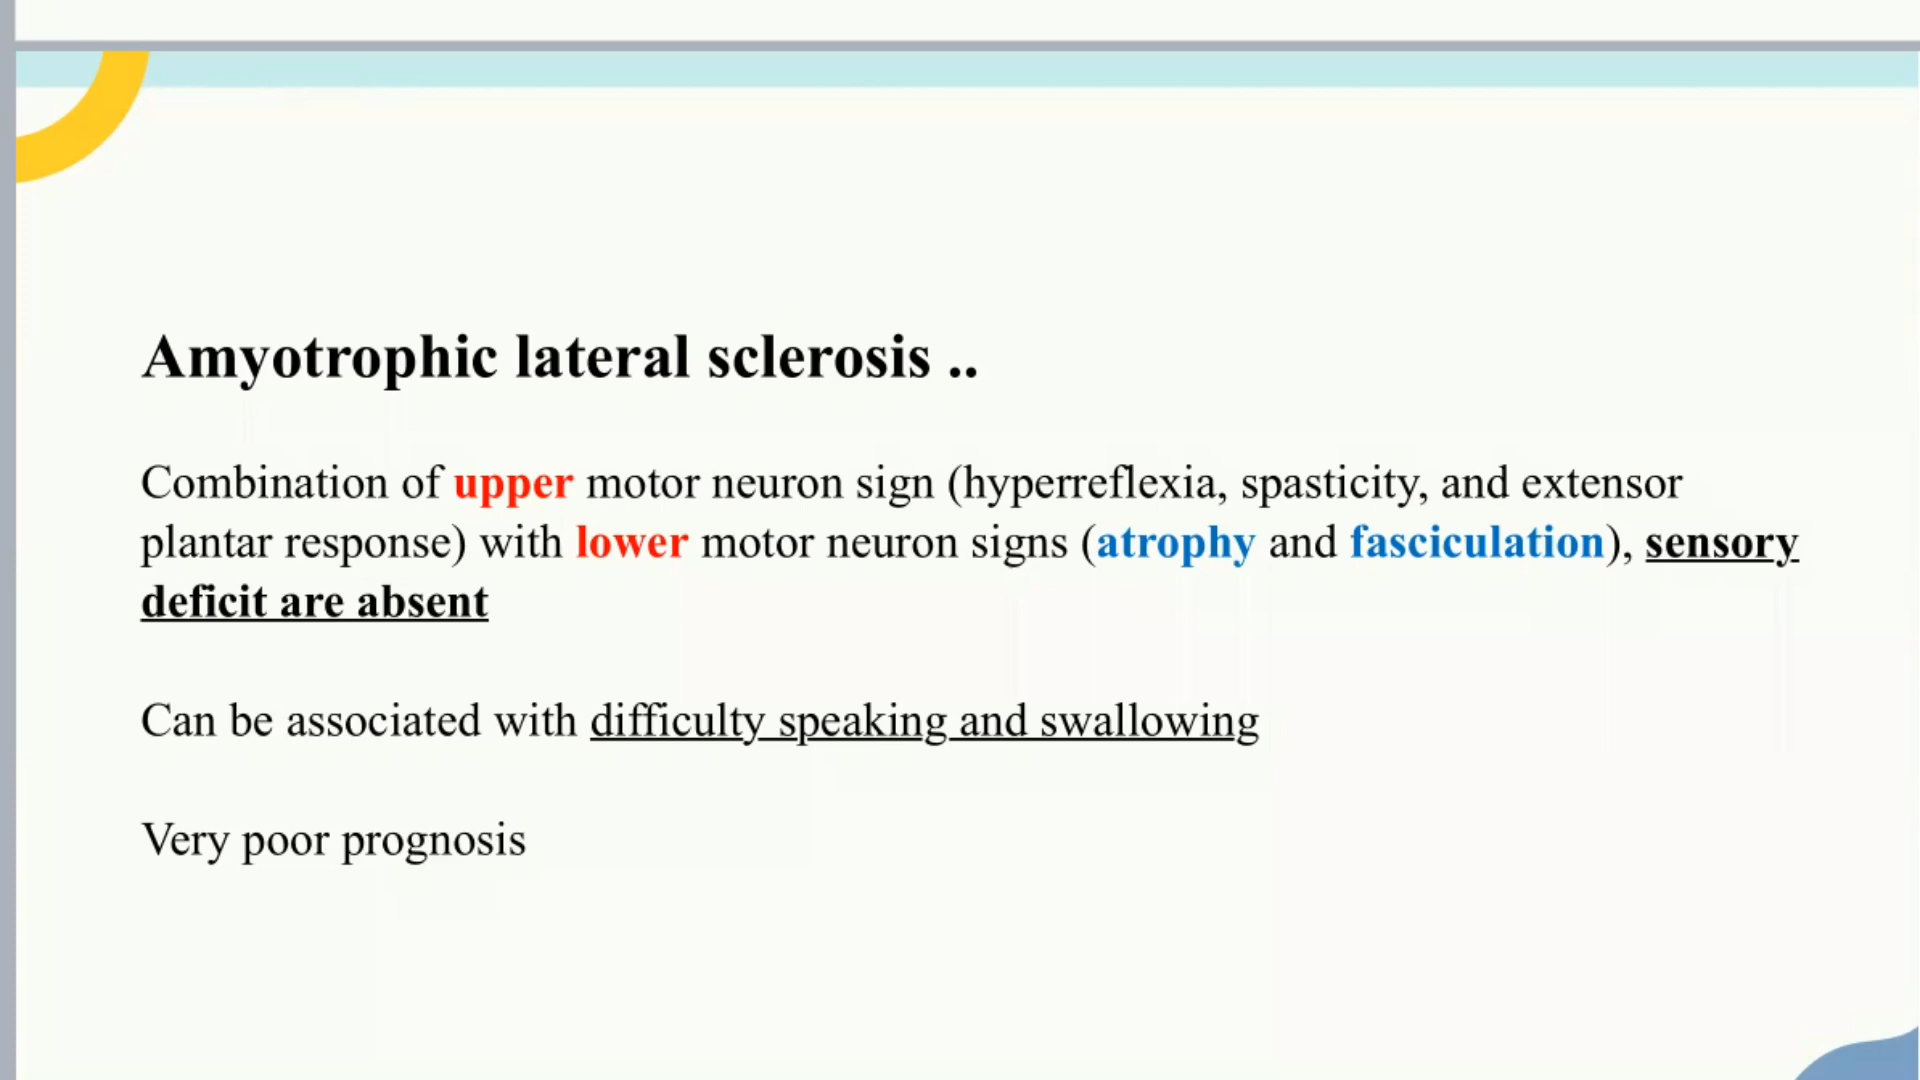 Amyotrophic lateral sclerosis ..
Combination of upper motor neuron sign (hyperreflexia, spasticity, and extensor
plantar response) with lower motor neuron signs (atrophy and fasciculation), sensory
deficit are absent
Can be associated with difficulty speaking and swallowing
Very poor prognosis